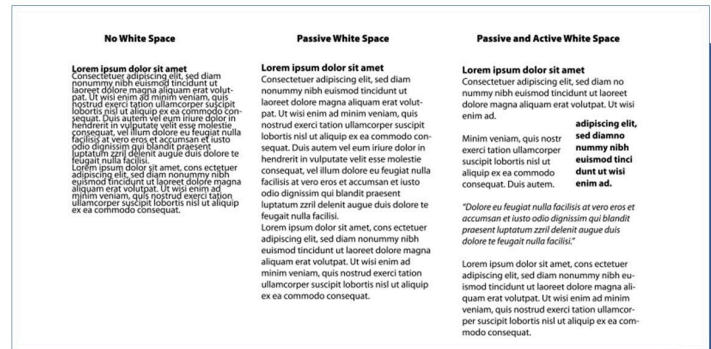 No White Space
Lorem ipsum dolor sit amet
Consectetuer adipiscing elit, sed diam
nonummy nibh euismod tincidunt ut
laoreet dolore magna aliquam erat volut-
pat. Ut wisi enim ad minim veniam, quis
nostrud exerci tation ullamcorper suscipit
lobortis nisl ut aliquip ex ea commodo con-
sequat. Duis autem vel eum iriure dolor in
hendrerit in vulputate velit esse molestie
consequat, vel illum dolore eu feugiat nulla
facilisis at vero eros et accumsan et iusto
odio dignissim qui blandit praesent
luptatum zzril delenit augue duis dolore te
feugait nulla facilisi.
Lorem ipsum dolor sit amet, cons ectetuer
adipiscing elit, sed diam nonummy nibh
euismod tincidunt ut laoreet dolore magna
aliquam erat volutpat. Ut wisi enim ad
minim veniam, quis nostrud exerci tation
ullamcorper suscipit lobortis nisl ut aliquip
ex ea commodo consequat.
Passive White Space
Lorem ipsum dolor sit amet
Consectetuer adipiscing elit, sed diam
nonummy nibh euismod tincidunt ut
laoreet dolore magna aliquam erat volut-
pat. Ut wisi enim ad minim veniam, quis
nostrud exerci tation ullamcorper suscipit
lobortis nisl ut aliquip ex ea commodo con-
sequat. Duis autem vel eum iriure dolor in
hendrerit in vulputate velit esse molestie
consequat, vel illum dolore eu feugiat nulla
facilisis at vero eros et accumsan et iusto
odio dignissim qui blandit praesent
luptatum zzril delenit augue duis dolore te
feugait nulla facilisi.
Lorem ipsum dolor sit amet, cons ectetuer
adipiscing elit, sed diam nonummy nibh
euismod tincidunt ut laoreet dolore magna
aliquam erat volutpat. Ut wisi enim ad
minim veniam, quis nostrud exerci tation
ullamcorper suscipit lobortis nisl ut aliquip
ex ea commodo consequat.
Passive and Active White Space
Lorem ipsum dolor sit amet
Consectetuer adipiscing elit, sed diam no
nummy nibh euismod tincidunt ut laoreet
dolore magna aliquam erat volutpat. Ut wisi
enim ad.
Minim veniam, quis nostr
exerci tation ullamcorper
suscipit lobortis nisl ut
aliquip ex ea commodo
consequat. Duis autem.
adipiscing elit,
sed diamno
nummy nibh
euismod tinci
dunt ut wisi
enim ad.
“Dolore eu feugiat nulla facilisis at vero eros et
accumsan et iusto odio dignissim qui blandit
praesent luptatum zzril delenit augue duis
dolore te feugait nulla facilisi.”
Lorem ipsum dolor sit amet, cons ectetuer
adipiscing elit, sed diam nonummy nibh eu-
ismod tincidunt ut laoreet dolore magna ali-
quam erat volutpat. Ut wisi enim ad minim
veniam, quis nostrud exerci tation ullamcor-
per suscipit lobortis nisl ut aliquip ex ea com-
modo consequat.